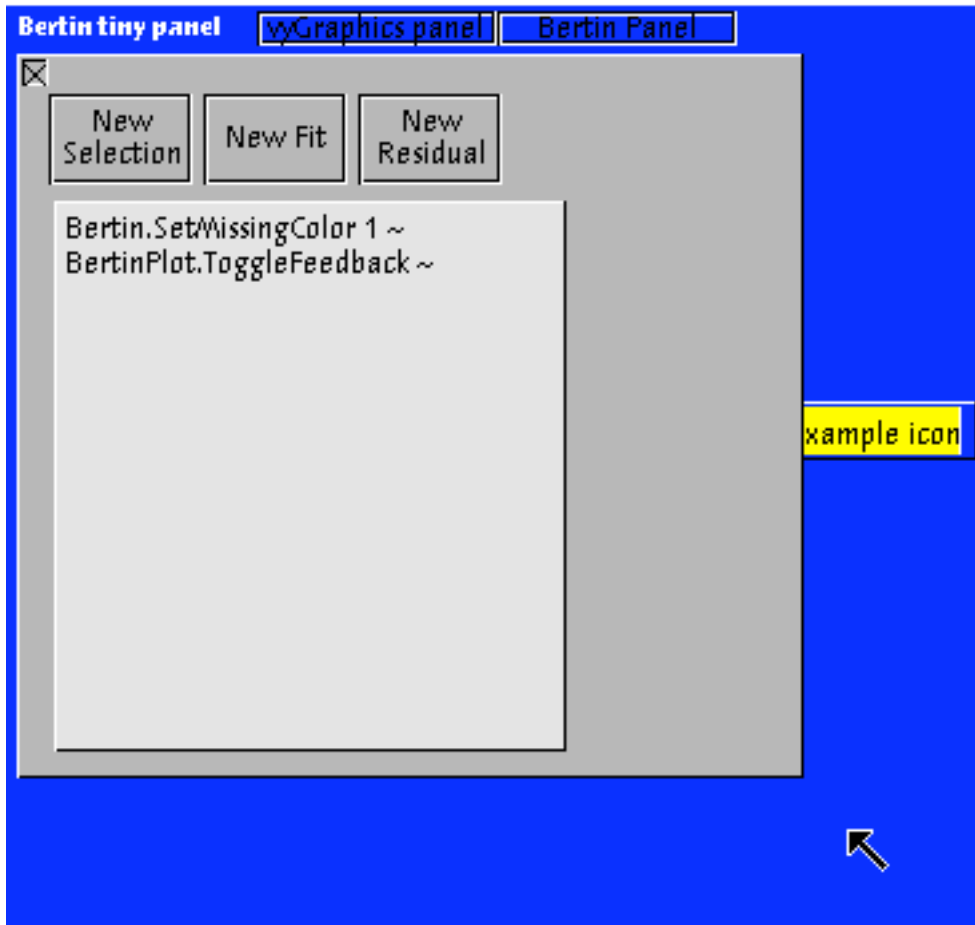 Bertin tiny panel vyGraphics panel Bertin Panel
New
Selection
New Fit
New
Residual
Bertin.SetMissingColor 1 ~
BertinPlot.ToggleFeedback ~
xample icon